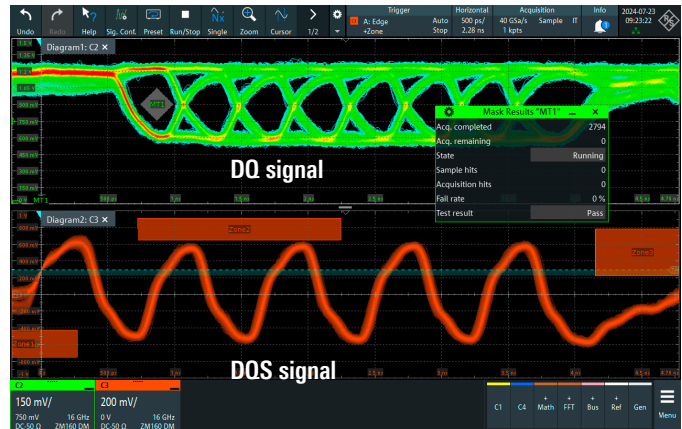 Undo
Redo
Help
Sig. Conf.
Preset
Run/Stop
Single
Zoom
Cursor
1/2
Trigger
A: Edge
Auto
+Zone
Stop
Horizontal
500 ps/
2.28 ns
Acquisition
40 GSa/s Sample IT
1 kpts
Info
2024-07-23
09:23:22
Diagram1: C2 ×
MT1
Mask Results "MT1"
Acq. completed 2794
Acq. remaining 0
State Running
Sample hits 0
Acquisition hits 0
Fail rate 0 %
Test result Pass
DQ signal
MT1
Diagram2: C3 ×
Zone2
Zone3
Zone1
DQS signal
C2
150 mV/
750 mV 16 GHz
DC-50 Ω ZM160 DM
C3
200 mV/
0 V 16 GHz
DC-50 Ω ZM160 DM
C1
C4
+ Math
+ FFT
+ Bus
+ Ref
Gen
Menu